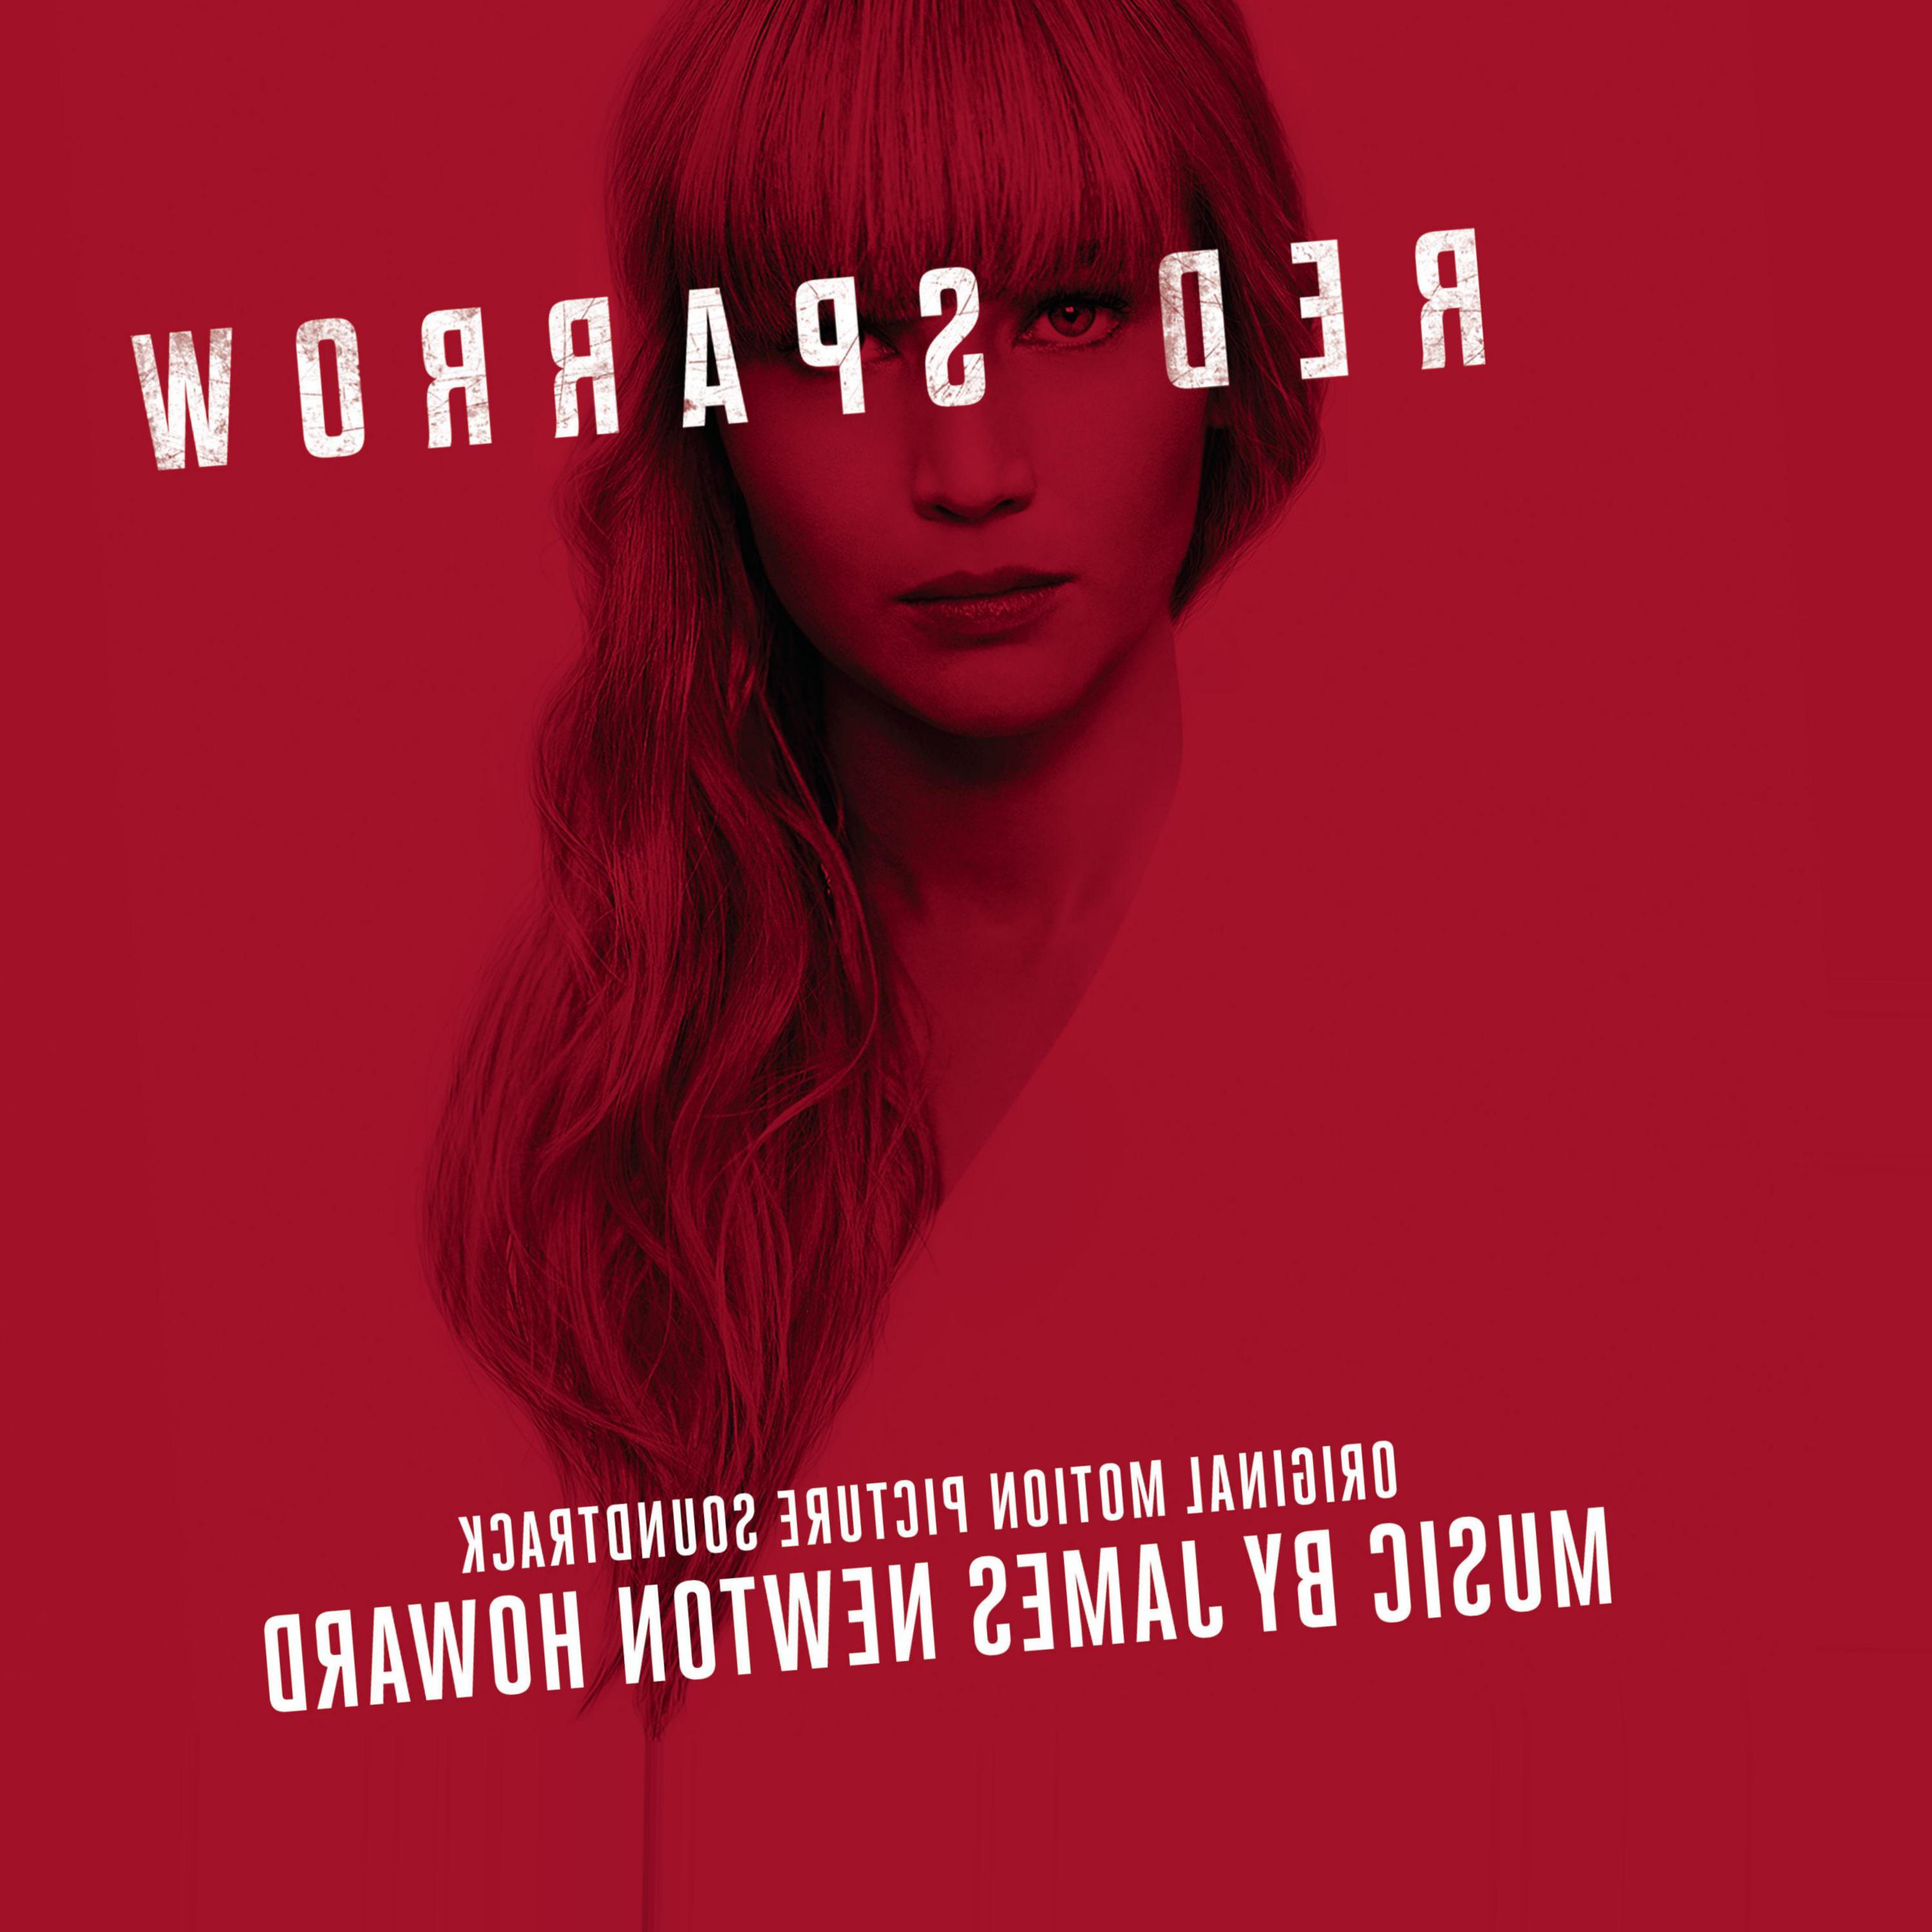 RED SPARROW
ORIGINAL MOTION PICTURE SOUNDTRACK
MUSIC BY JAMES NEWTON HOWARD